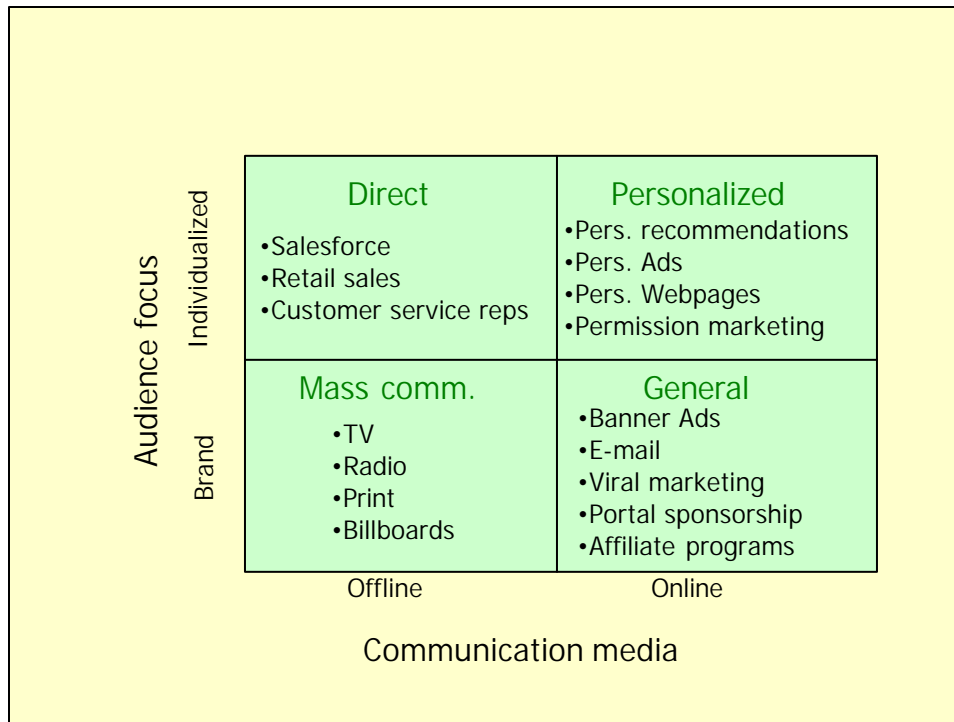 Audience focus
Individualized
Direct
•Salesforce
•Retail sales
•Customer service reps
Personalized
•Pers. recommendations
•Pers. Ads
•Pers. Webpages
•Permission marketing
Brand
Mass comm.
•TV
•Radio
•Print
•Billboards
General
•Banner Ads
•E-mail
•Viral marketing
•Portal sponsorship
•Affiliate programs
Offline
Online
Communication media